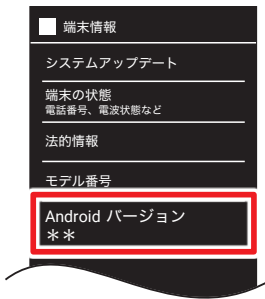 端末情報
システムアップデート
端末の状態
電話番号、電波状態など
法的情報
モデル番号
Android バージョン
＊＊